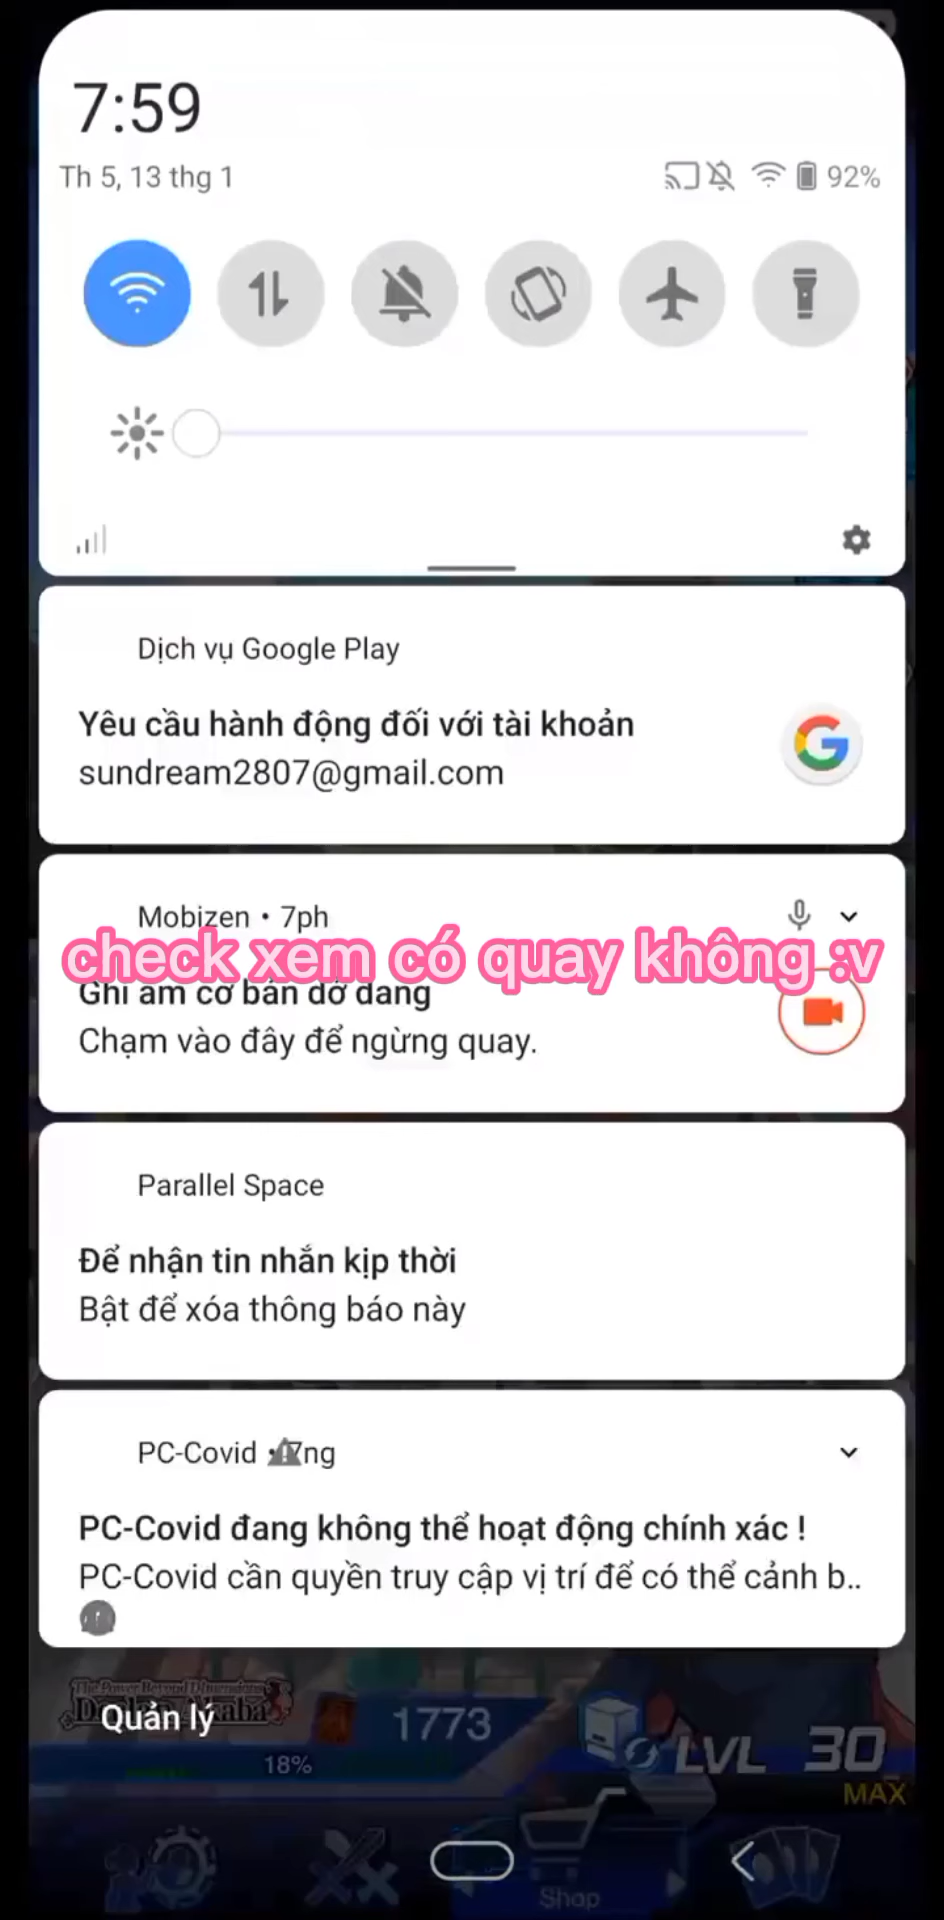 7:59
Th 5, 13 thg 1
92%
Dịch vụ Google Play
Yêu cầu hành động đối với tài khoản
sundream2807@gmail.com
Mobizen • 7ph
check xem có quay không :v
Ghi âm cơ bản dở dang
Chạm vào đây để ngừng quay.
Parallel Space
Để nhận tin nhắn kịp thời
Bật để xóa thông báo này
PC-Covid
PC-Covid đang không thể hoạt động chính xác !
PC-Covid cần quyền truy cập vị trí để có thể cảnh b..
The Power Beyond Dimensions
Quản lý
1773
LVL 30
18%
MAX
Shop